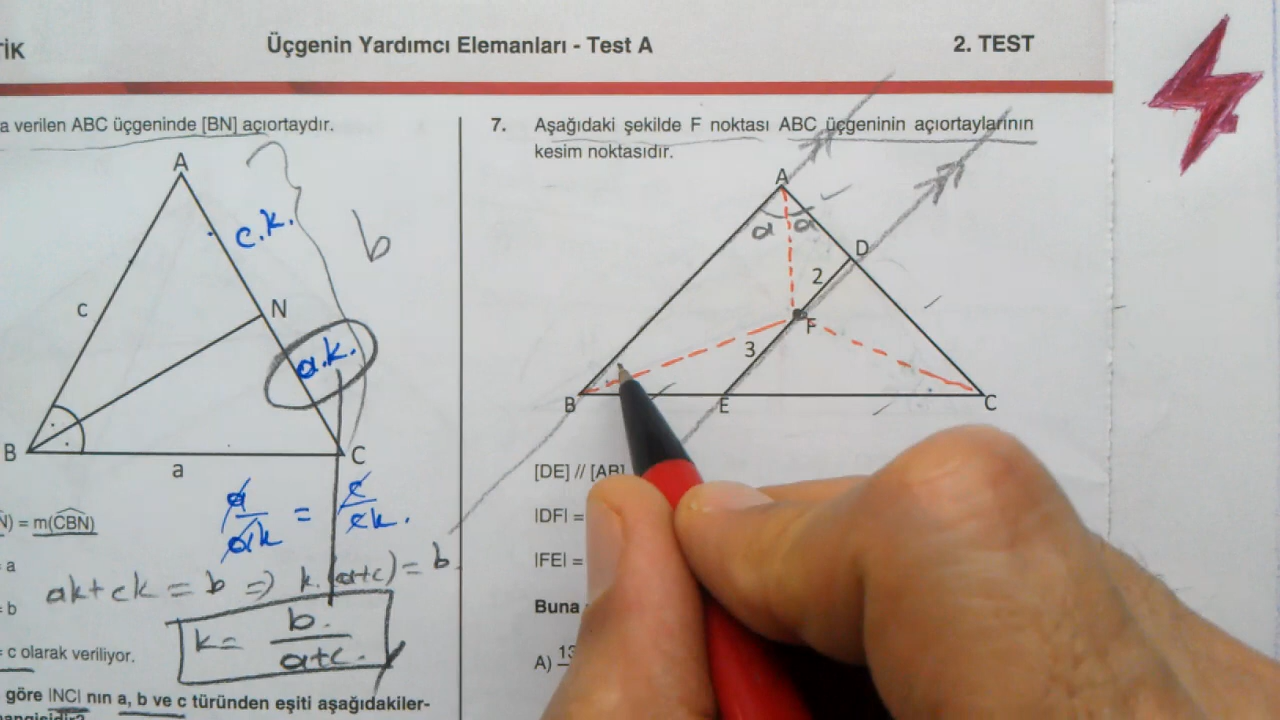 İK
Üçgenin Yardımcı Elemanları - Test A
2. TEST
a verilen ABC üçgeninde [BN] açıortaydır.
A
c.k.
b
c
N
a.k.
B
a
C
a/ak = c/ck.
N) = m(CBN)
= a
ak+ck = b => k.(a+c) = b
= b
k = b/a+c
= c olarak veriliyor.
göre |NC| nın a, b ve c türünden eşiti aşağıdakiler-
7. Aşağıdaki şekilde F noktası ABC üçgeninin açıortaylarının
kesim noktasıdır.
A
α α
D
2
F
3
B
E
C
[DE] // [AB]
|DF| =
|FE| =
Buna
A) 13